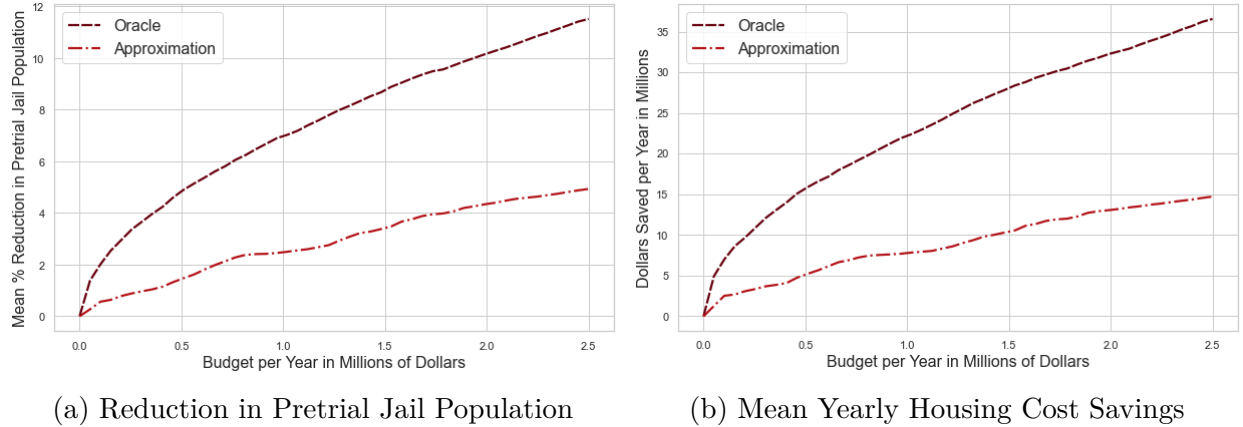 12
10
8
6
4
2
0
Mean % Reduction in Pretrial Jail Population
Oracle
Approximation
0.0 0.5 1.0 1.5 2.0 2.5
Budget per Year in Millions of Dollars
(a) Reduction in Pretrial Jail Population
35
30
25
20
15
10
5
0
Dollars Saved per Year in Millions
Oracle
Approximation
0.0 0.5 1.0 1.5 2.0 2.5
Budget per Year in Millions of Dollars
(b) Mean Yearly Housing Cost Savings